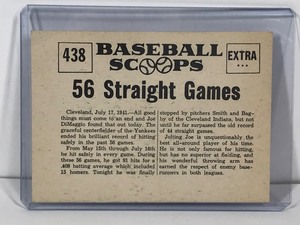 438
BASEBALL
SCOOPS
EXTRA
...
56 Straight Games
Cleveland, July 17, 1941.—All good
things must come to an end and Joe
DiMaggio found that out today. The
graceful centerfielder of the Yankees
ended his brilliant record of hitting
safely in the past 56 games.
From May 15th through July 16th
he hit safely in every game. During
these 56 games, he got 91 hits for a
408 batting average which included
15 homers. Tonight he was finally
stopped by pitchers Smith and Bag-
by of the Cleveland Indians, but not
until he had smashed the old record
of 44 straight games.
Jolting Joe is unquestionably the
best all-around player of his time.
He is not only famous for hitting,
but has no superior at fielding, and
his wonderful throwing arm has
earned the respect of enemy base-
runners in both leagues.